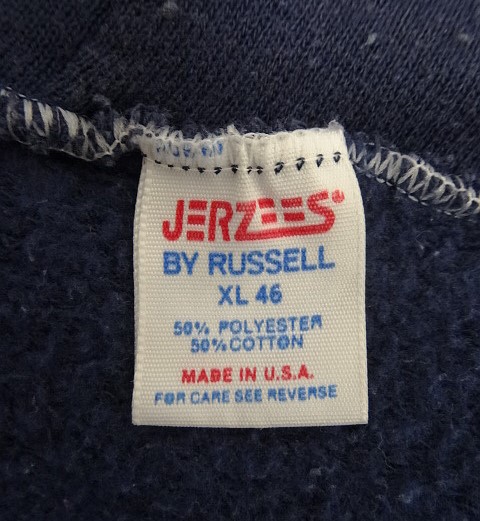 JERZEES®
BY RUSSELL
XL 46
50% POLYESTER
50% COTTON
MADE IN U.S.A.
FOR CARE SEE REVERSE